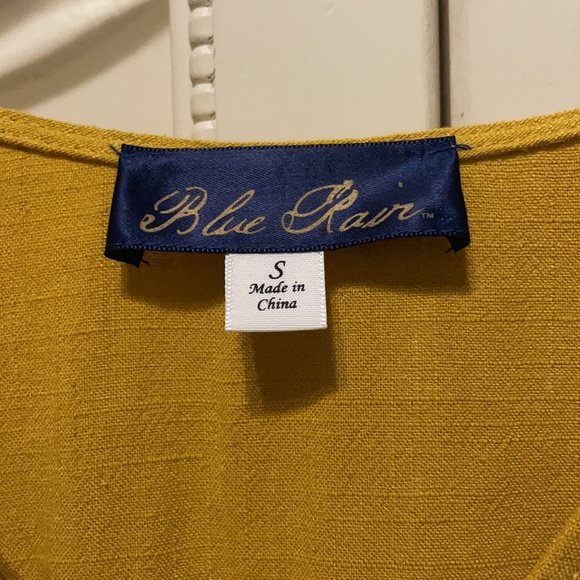 Blue Rain™
S
Made in
China